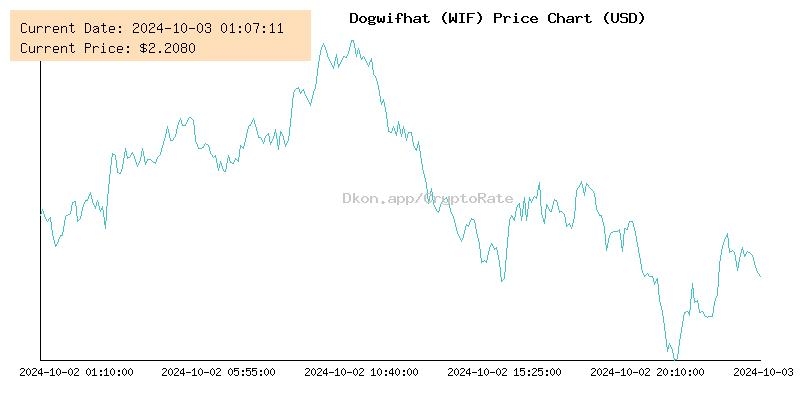 Dogwifhat (WIF) Price Chart (USD)
Current Date: 2024-10-03 01:07:11
Current Price: $2.2080
Dkon.app/CryptoRate
2024-10-02 01:10:00 2024-10-02 05:55:00 2024-10-02 10:40:00 2024-10-02 15:25:00 2024-10-02 20:10:00 2024-10-03